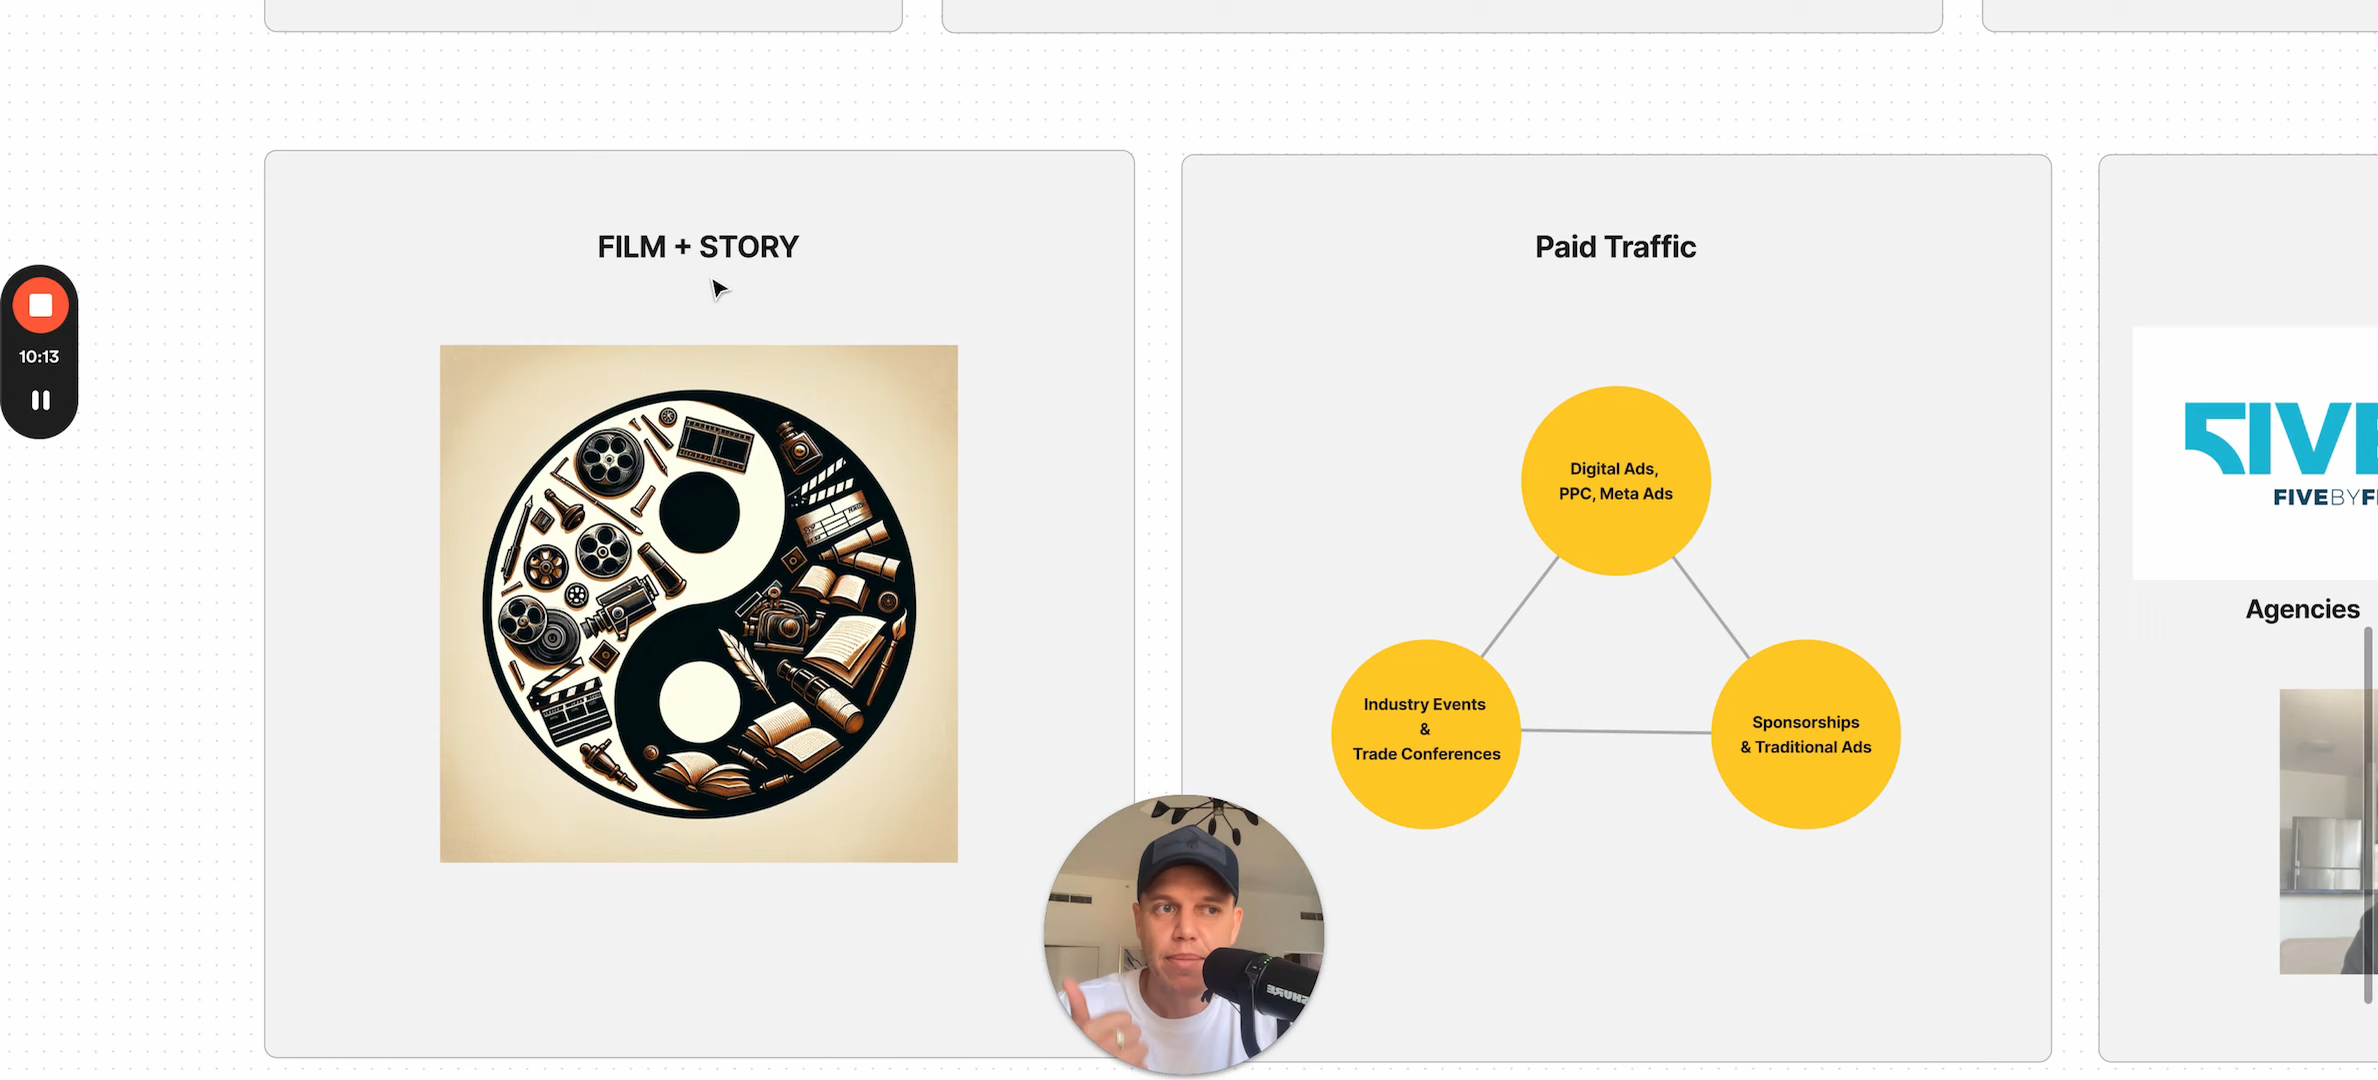 10:13
FILM + STORY
Paid Traffic
Digital Ads,
PPC, Meta Ads
Industry Events
&
Trade Conferences
Sponsorships
& Traditional Ads
FIVEBYF
Agencies
SHURE